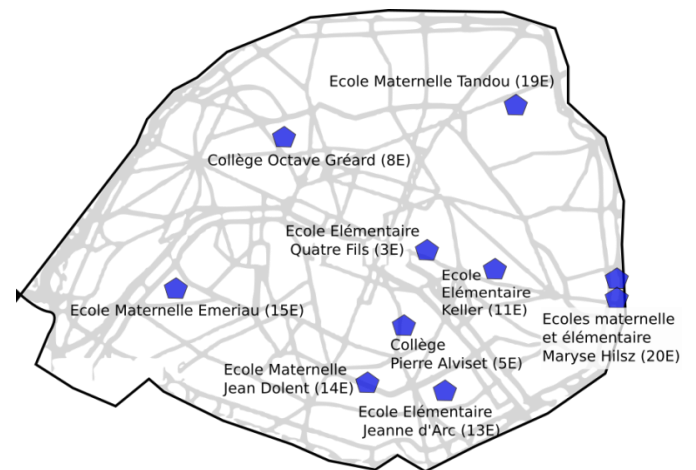 Ecole Maternelle Tandou (19E)
Collège Octave Gréard (8E)
Ecole Elémentaire
Quatre Fils (3E)
Ecole
Elémentaire
Keller (11E)
Ecole Maternelle Emeriau (15E)
Ecoles maternelle
et élémentaire
Maryse Hilsz (20E)
Collège
Pierre Alviset (5E)
Ecole Maternelle
Jean Dolent (14E)
Ecole Elémentaire
Jeanne d'Arc (13E)